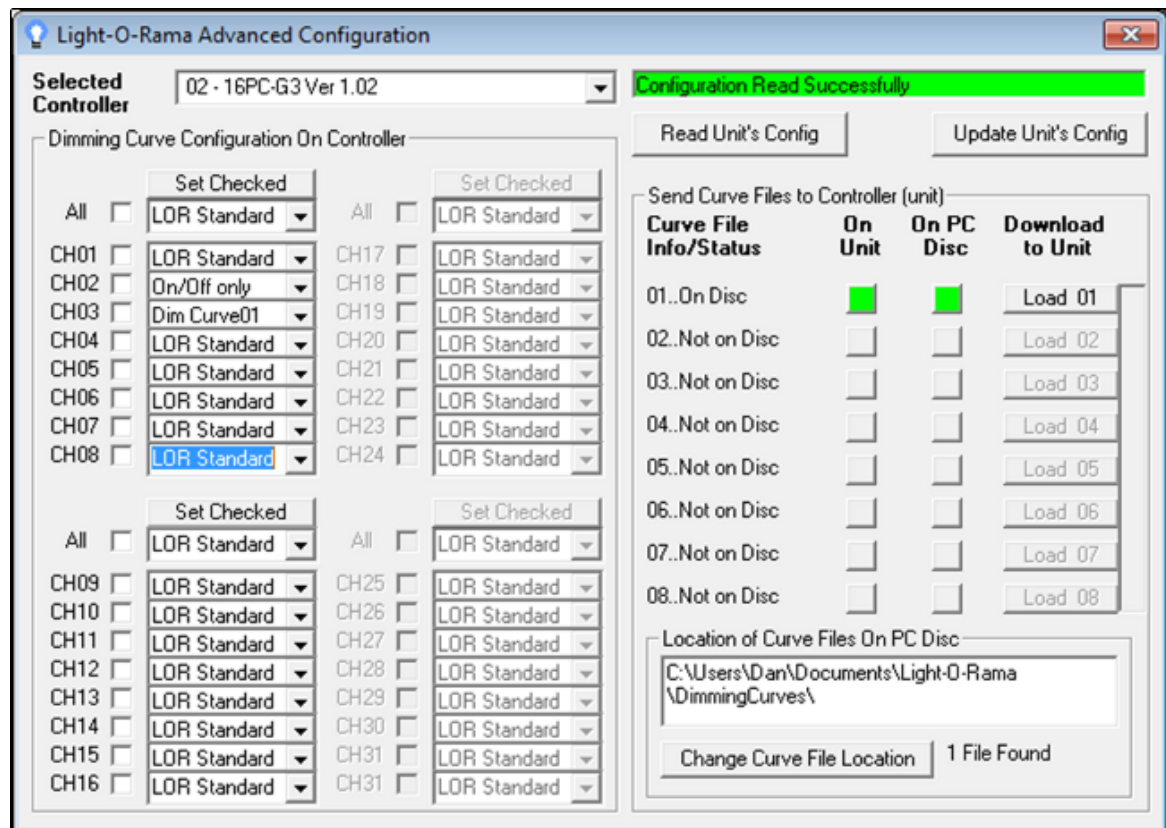 Light-O-Rama Advanced Configuration
Selected Controller
02 - 16PC-G3 Ver 1.02
Dimming Curve Configuration On Controller
Set Checked
Set Checked
All LOR Standard All LOR Standard
CH01 LOR Standard CH17 LOR Standard
CH02 On/Off only CH18 LOR Standard
CH03 Dim Curve01 CH19 LOR Standard
CH04 LOR Standard CH20 LOR Standard
CH05 LOR Standard CH21 LOR Standard
CH06 LOR Standard CH22 LOR Standard
CH07 LOR Standard CH23 LOR Standard
CH08 LOR Standard CH24 LOR Standard
Set Checked
Set Checked
All LOR Standard All LOR Standard
CH09 LOR Standard CH25 LOR Standard
CH10 LOR Standard CH26 LOR Standard
CH11 LOR Standard CH27 LOR Standard
CH12 LOR Standard CH28 LOR Standard
CH13 LOR Standard CH29 LOR Standard
CH14 LOR Standard CH30 LOR Standard
CH15 LOR Standard CH31 LOR Standard
CH16 LOR Standard CH31 LOR Standard
Configuration Read Successfully
Read Unit's Config
Update Unit's Config
Send Curve Files to Controller (unit)
Curve File On On PC Download
Info/Status Unit Disc to Unit
01..On Disc Load 01
02..Not on Disc Load 02
03..Not on Disc Load 03
04..Not on Disc Load 04
05..Not on Disc Load 05
06..Not on Disc Load 06
07..Not on Disc Load 07
08..Not on Disc Load 08
Location of Curve Files On PC Disc
C:\Users\Dan\Documents\Light-O-Rama
\DimmingCurves\
Change Curve File Location
1 File Found